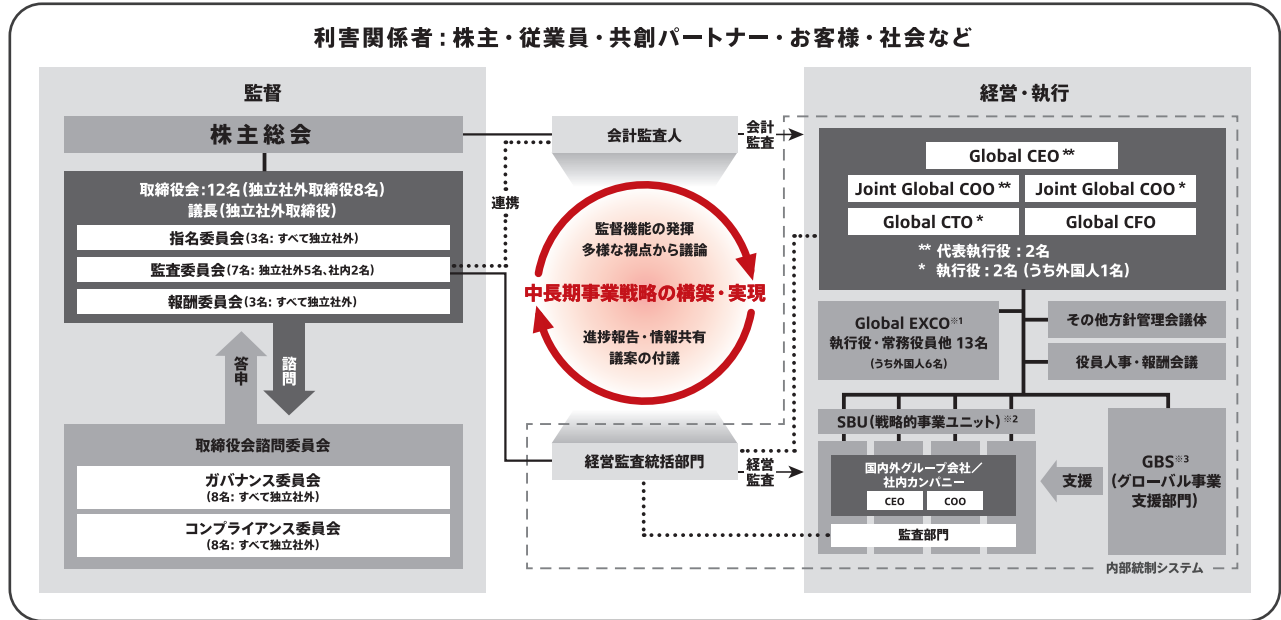 利害関係者：株主・従業員・共創パートナー・お客様・社会など
監督
株主総会
取締役会：12名（独立社外取締役8名）
議長（独立社外取締役）
指名委員会（3名：すべて独立社外）
監査委員会（7名：独立社外5名、社内2名）
報酬委員会（3名：すべて独立社外）
答申
諮問
取締役会諮問委員会
ガバナンス委員会
（8名：すべて独立社外）
コンプライアンス委員会
（8名：すべて独立社外）
連携
会計監査人
会計
監査
監督機能の発揮
多様な視点から議論
中長期事業戦略の構築・実現
進捗報告・情報共有
議案の付議
経営監査統括部門
経営
監査
経営・執行
Global CEO**
Joint Global COO**
Joint Global COO*
Global CTO*
Global CFO
** 代表執行役：2名
* 執行役：2名（うち外国人1名）
Global EXCO※1
執行役・常務役員他 13名
（うち外国人6名）
その他方針管理会議体
役員人事・報酬会議
SBU（戦略的事業ユニット）※2
国内外グループ会社／
社内カンパニー
CEO
COO
監査部門
支援
GBS※3
（グローバル事業
支援部門）
内部統制システム